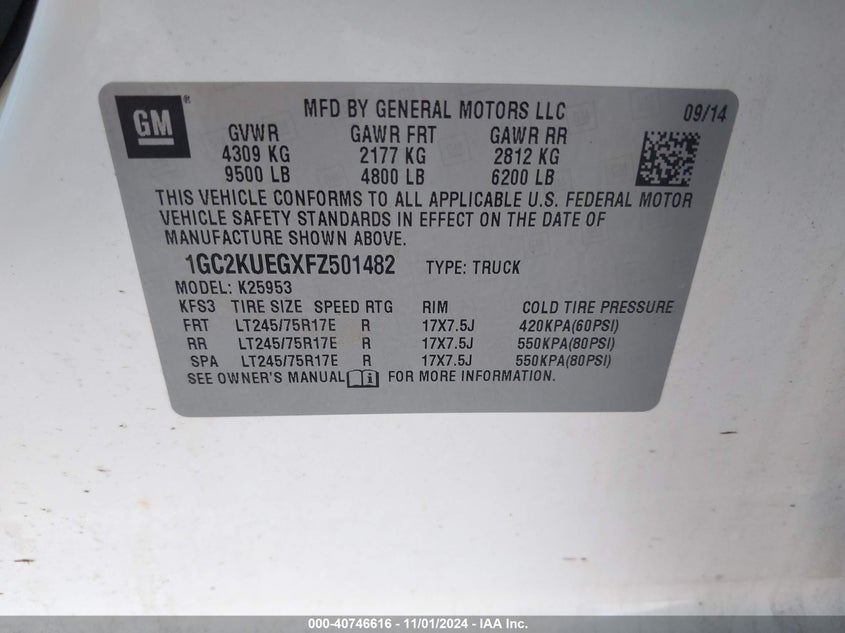 GM ®
MFD BY GENERAL MOTORS LLC 09/14
GVWR GAWR FRT GAWR RR
4309 KG 2177 KG 2812 KG
9500 LB 4800 LB 6200 LB
THIS VEHICLE CONFORMS TO ALL APPLICABLE U.S. FEDERAL MOTOR
VEHICLE SAFETY STANDARDS IN EFFECT ON THE DATE OF
MANUFACTURE SHOWN ABOVE.
1GC2KUEGXFZ501482 TYPE: TRUCK
MODEL: K25953
KFS3 TIRE SIZE SPEED RTG RIM COLD TIRE PRESSURE
FRT LT245/75R17E R 17X7.5J 420KPA(60PSI)
RR LT245/75R17E R 17X7.5J 550KPA(80PSI)
SPA LT245/75R17E R 17X7.5J 550KPA(80PSI)
SEE OWNER'S MANUAL FOR MORE INFORMATION.
000-40746616 - 11/01/2024 - IAA Inc.